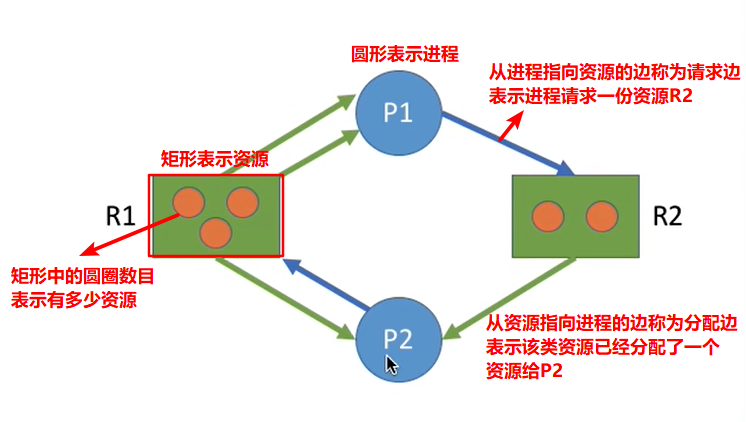 圆形表示进程
从进程指向资源的边称为请求边
表示进程请求一份资源R2
P1
矩形表示资源
R1
R2
矩形中的圆圈数目
表示有多少资源
P2
从资源指向进程的边称为分配边
表示该类资源已经分配了一个
资源给P2